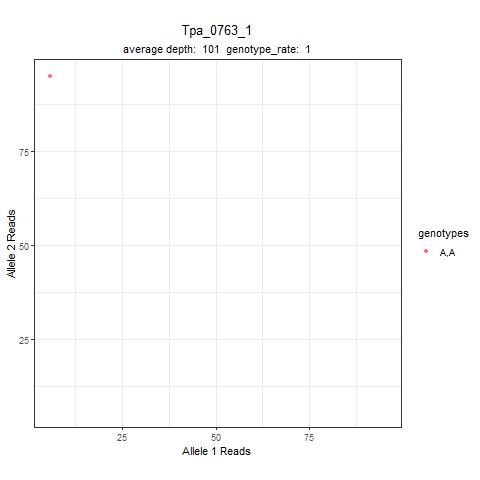 Tpa_0763_1
average depth: 101 genotype_rate: 1
Allele 2 Reads
75
50
25
25 50 75
Allele 1 Reads
genotypes
A,A